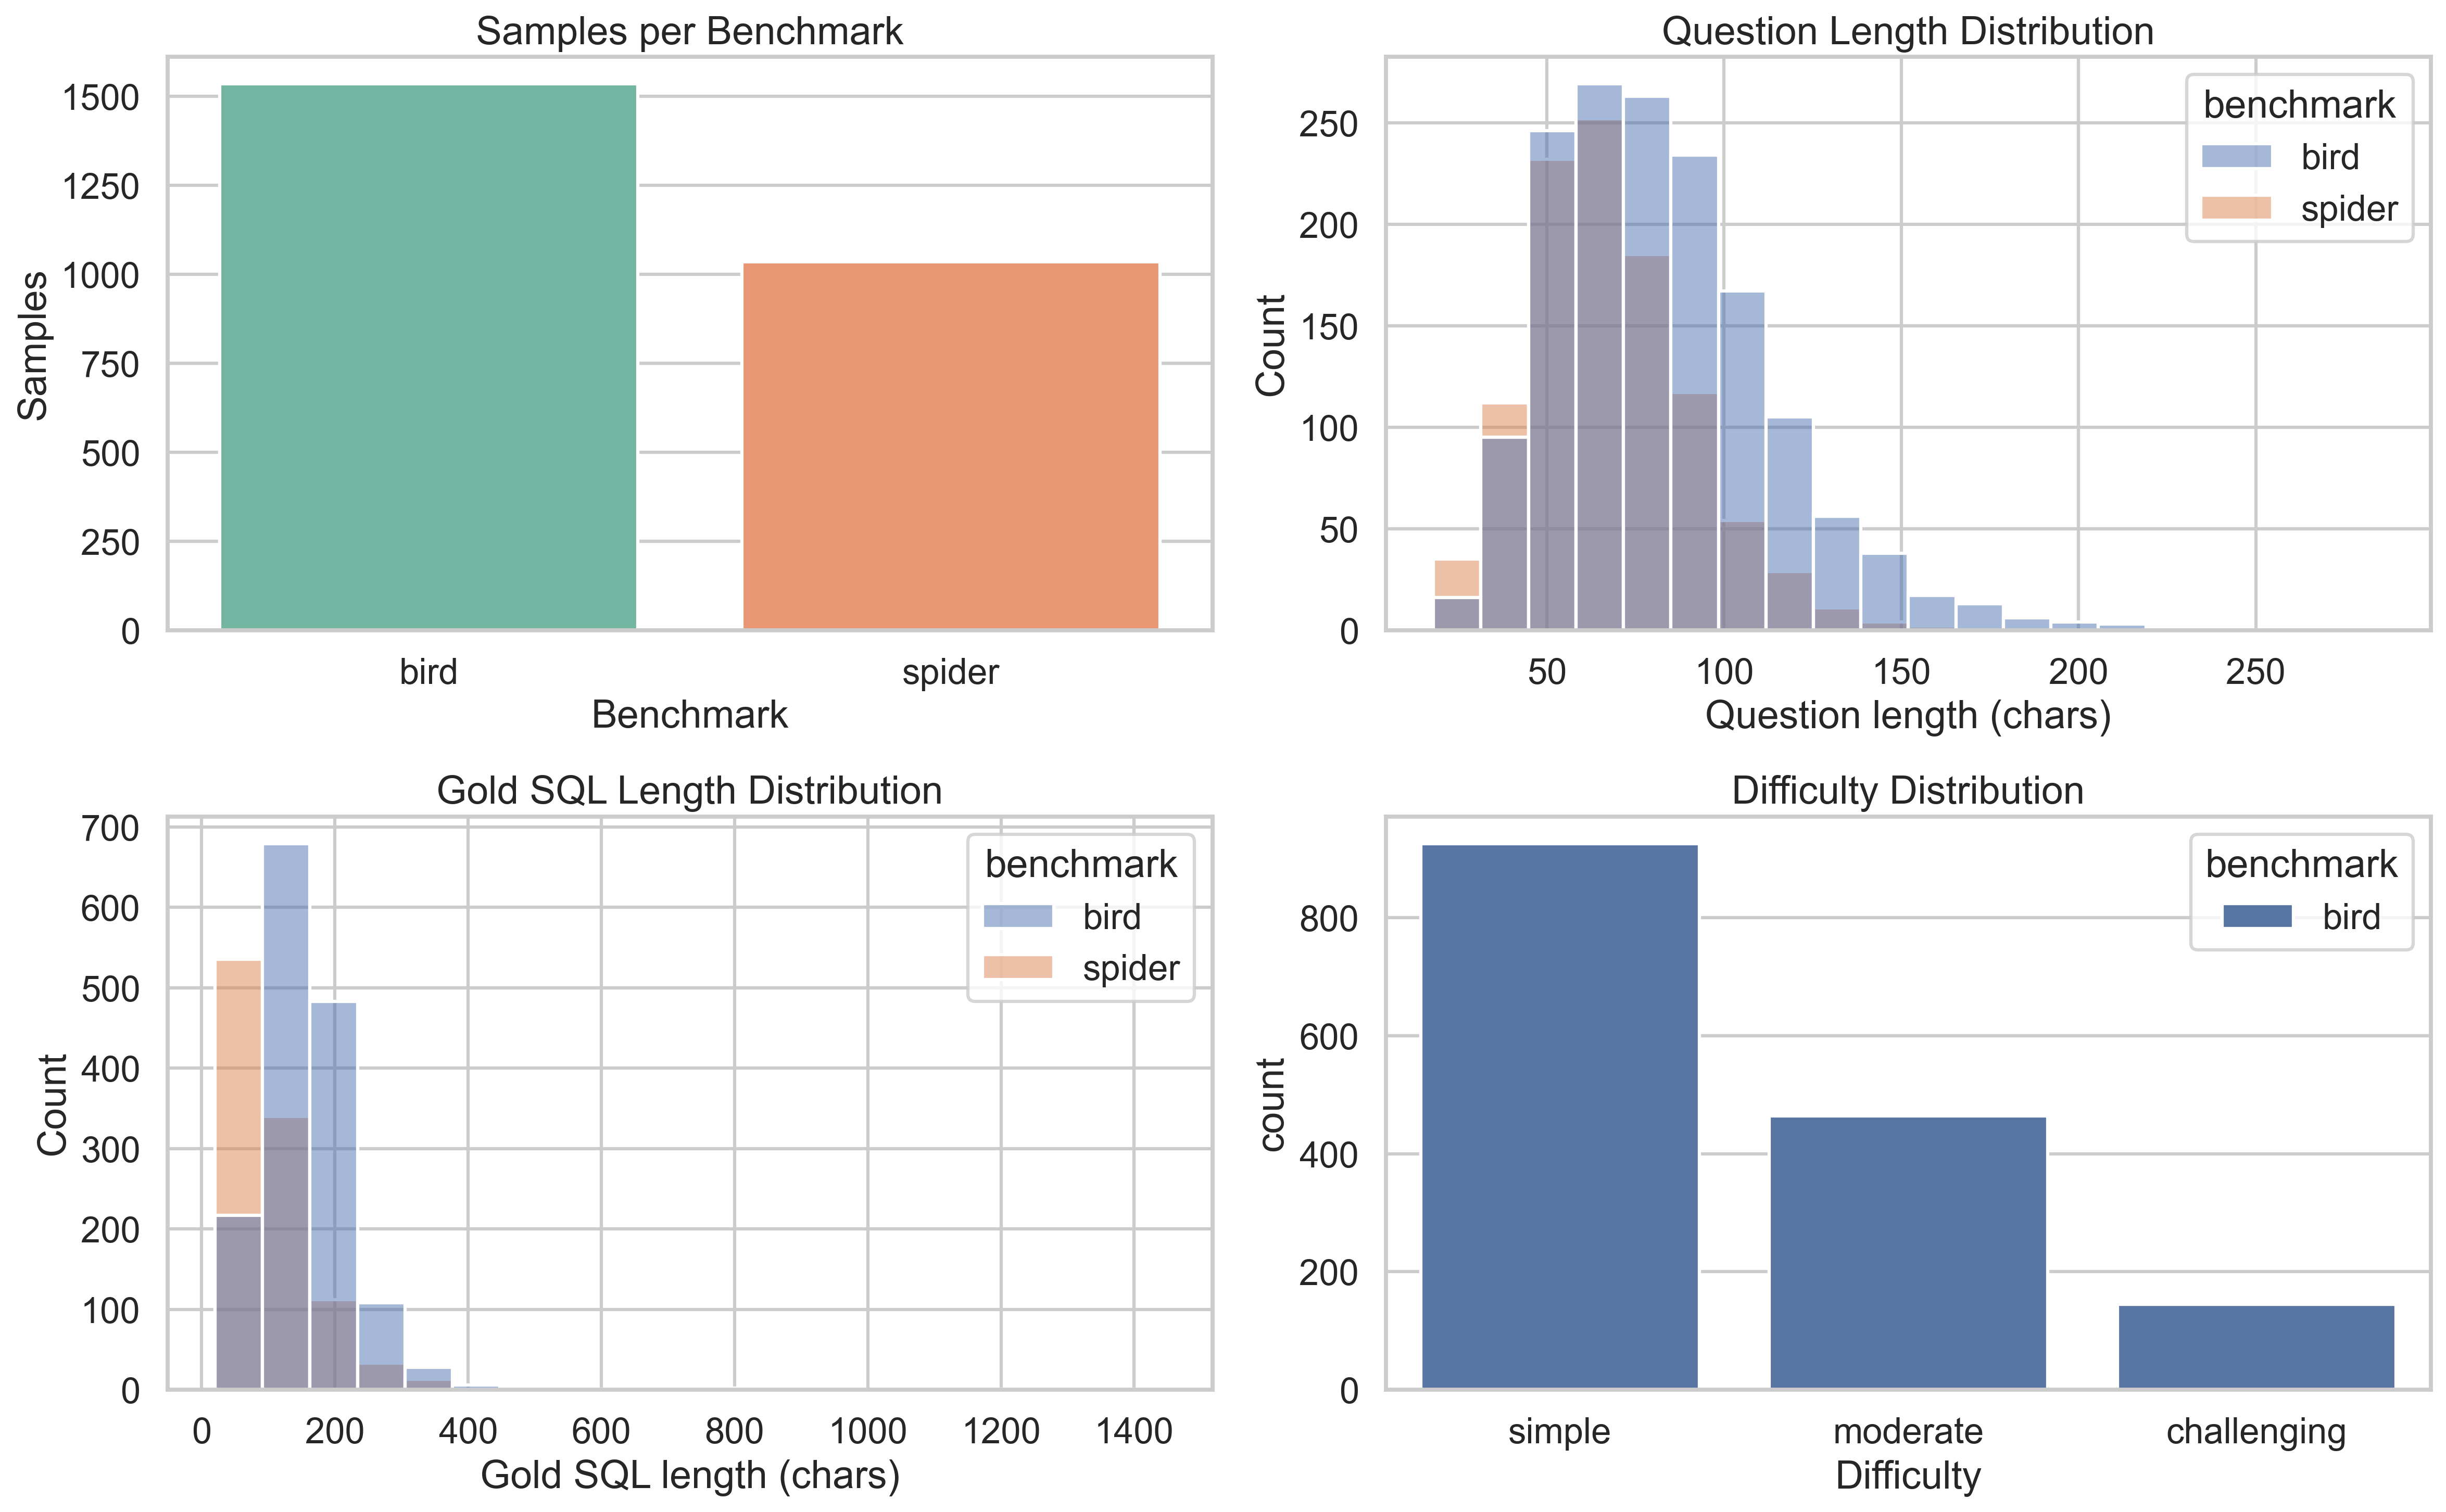 Samples per Benchmark
1500
1250
1000
750
500
250
0
Samples
bird
spider
Benchmark
Question Length Distribution
benchmark
bird
spider
250
200
150
100
50
0
Count
50
100
150
200
250
Question length (chars)
Gold SQL Length Distribution
benchmark
bird
spider
700
600
500
400
300
200
100
0
Count
0
200
400
600
800
1000
1200
1400
Gold SQL length (chars)
Difficulty Distribution
benchmark
bird
800
600
400
200
0
count
simple
moderate
challenging
Difficulty